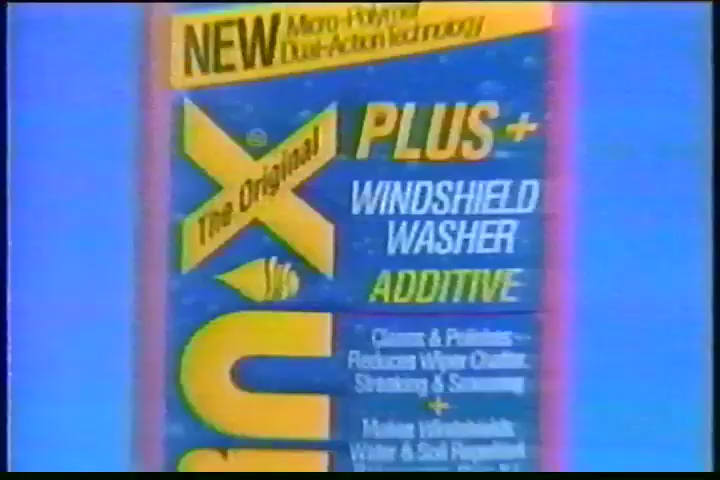 NEW Micro-Polymer
Dual-Action Technology
X
The Original
®
PLUS+
WINDSHIELD
WASHER
ADDITIVE
Cleans & Polishes
Reduces Wiper Chatter,
Streaking & Smearing
+
Makes Windshields
Water & Soil Repellent
n